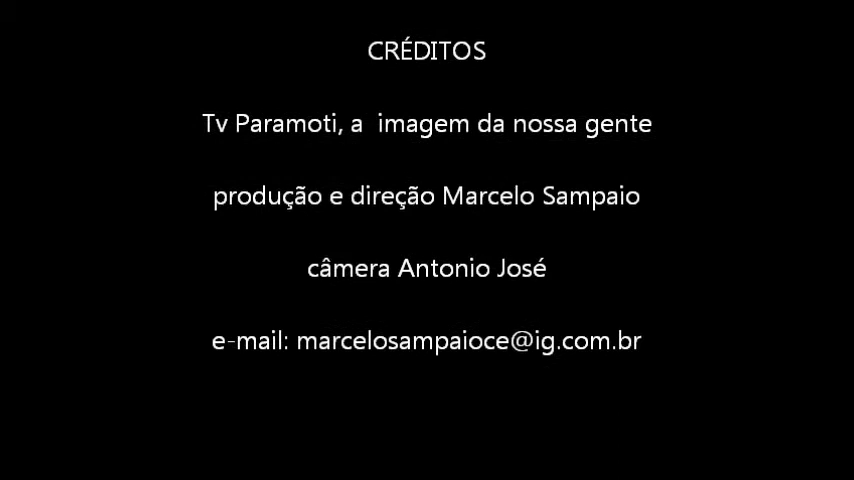 CRÉDITOS
Tv Paramoti, a  imagem da nossa gente
produção e direção Marcelo Sampaio
câmera Antonio José
e-mail: marcelosampaioce@ig.com.br